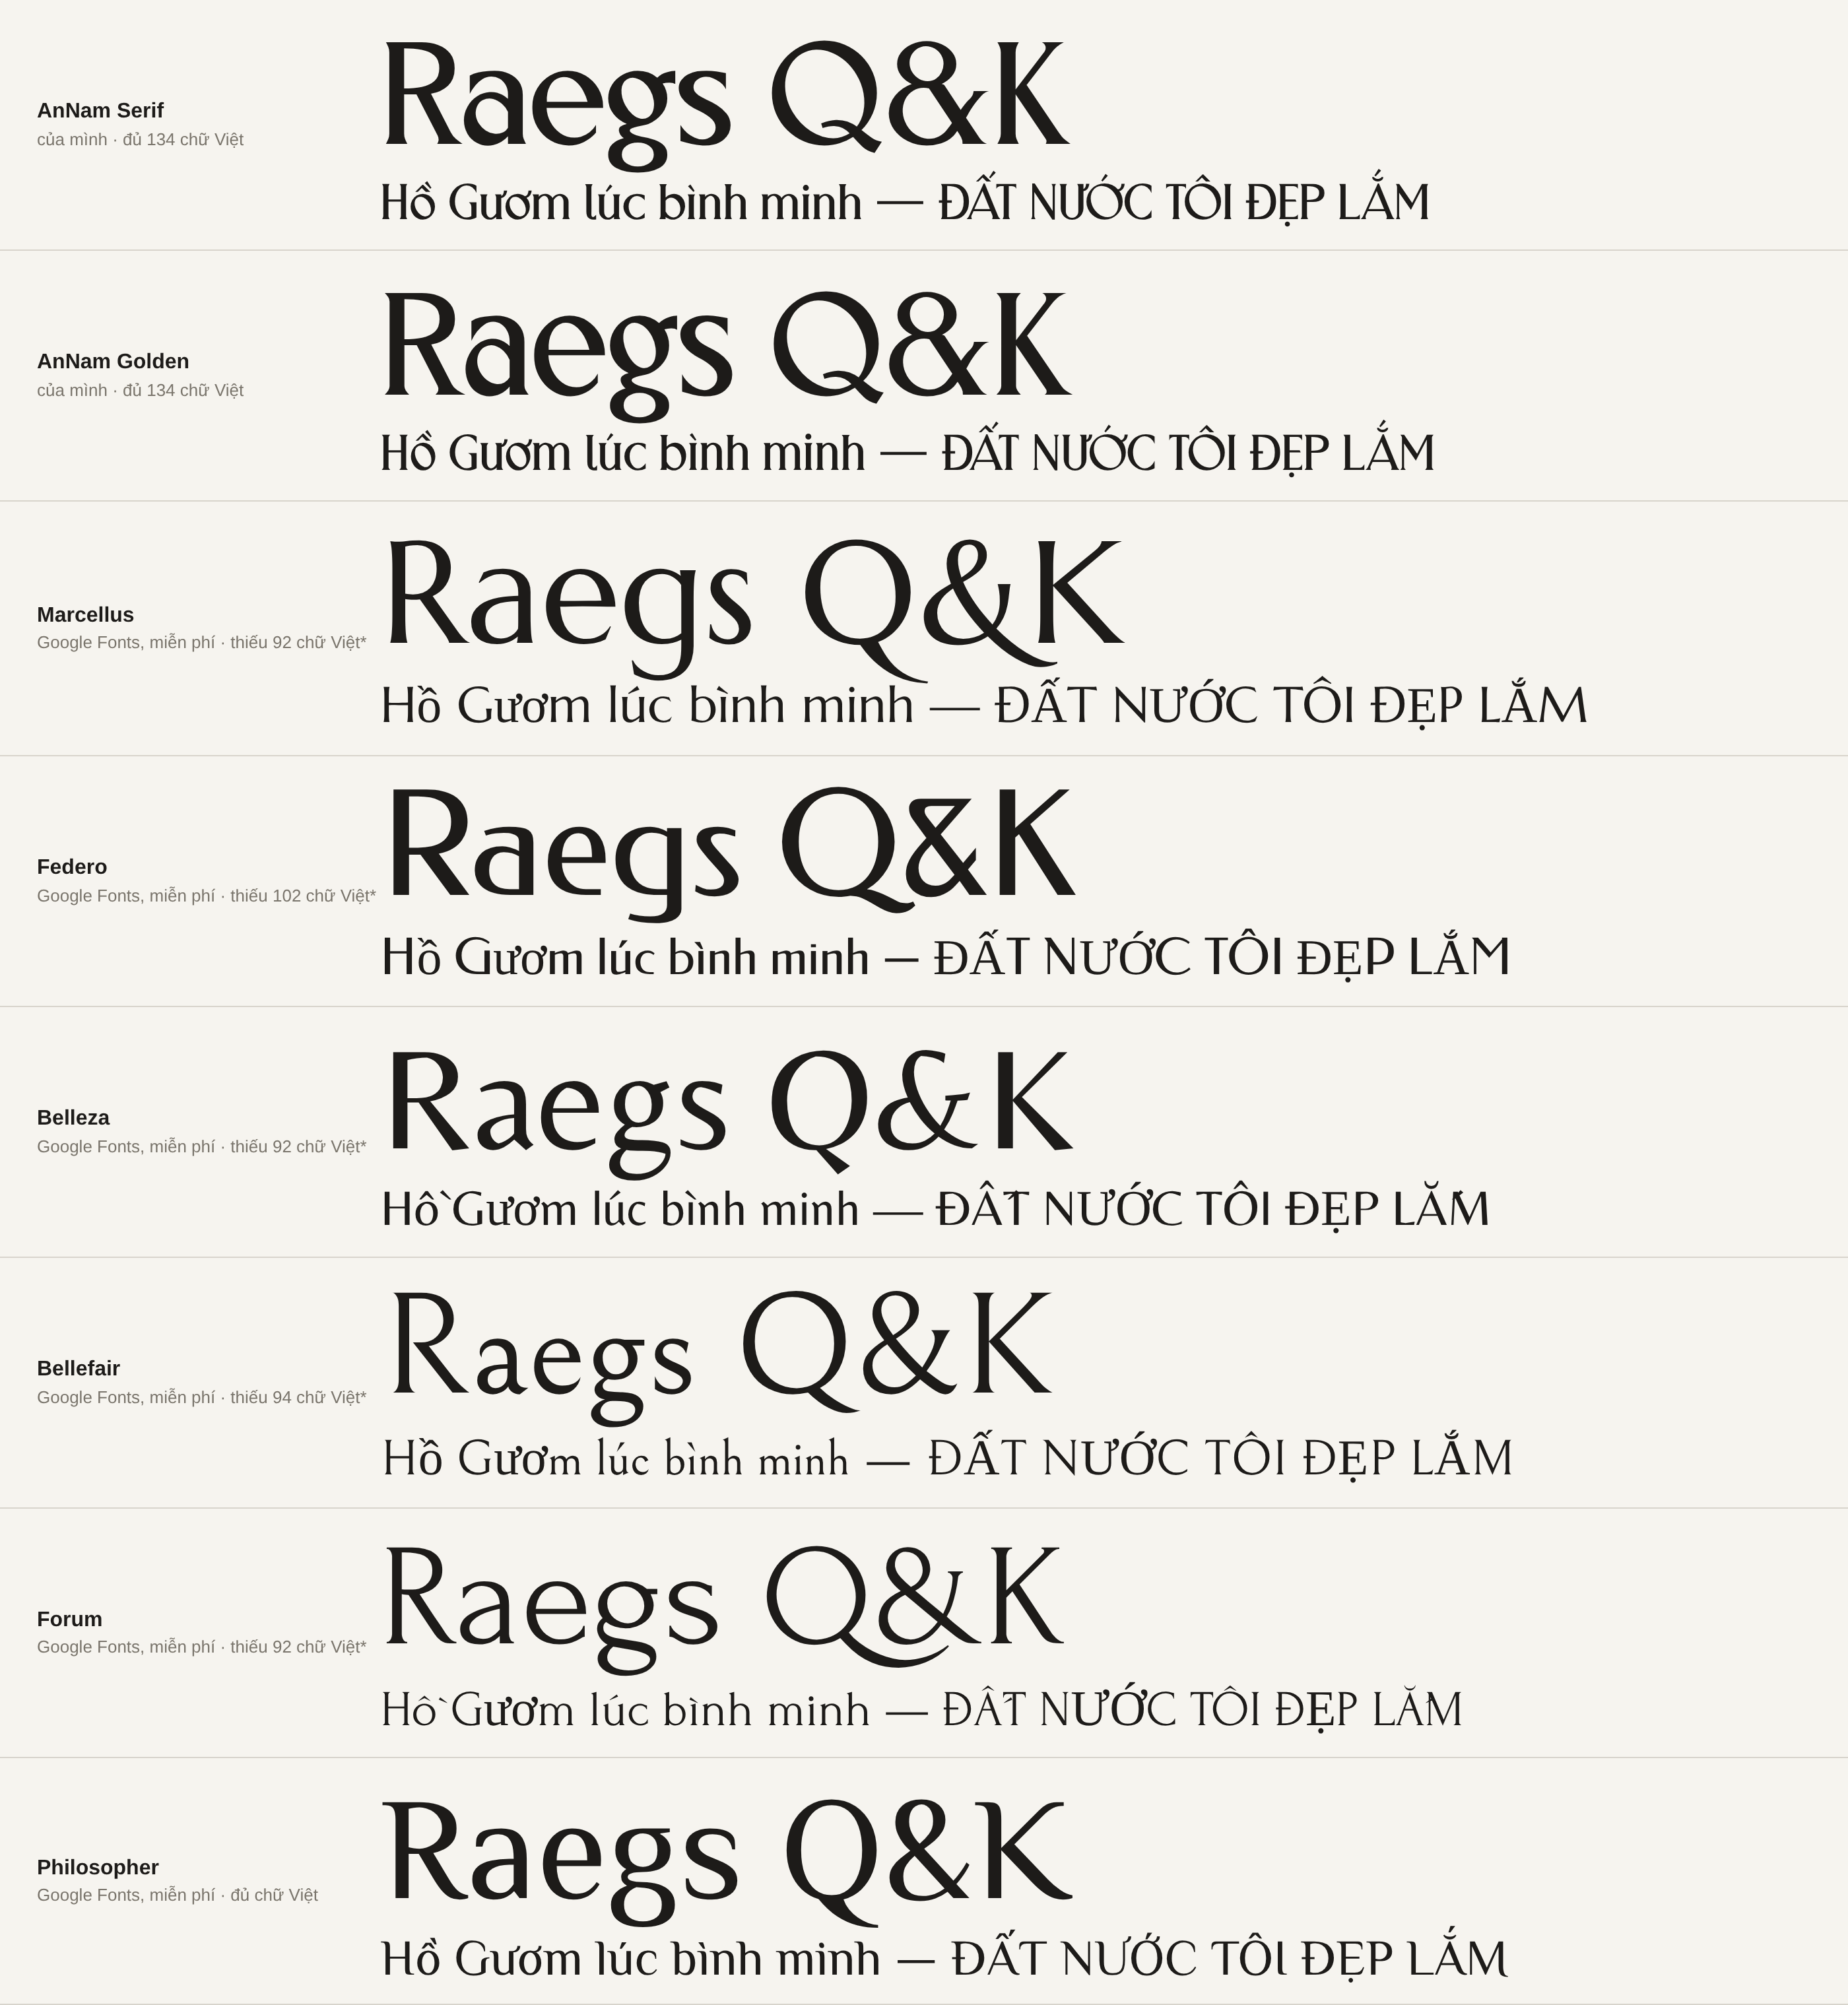 Raegs Q&K
AnNam Serif
của mình · đủ 134 chữ Việt
Hồ Gươm lúc bình minh — ĐẤT NƯỚC TÔI ĐẸP LẮM
Raegs Q&K
AnNam Golden
của mình · đủ 134 chữ Việt
Hồ Gươm lúc bình minh — ĐẤT NƯỚC TÔI ĐẸP LẮM
Raegs Q&K
Marcellus
Google Fonts, miễn phí · thiếu 92 chữ Việt*
Hồ Gươm lúc bình minh — ĐẤT NƯỚC TÔI ĐẸP LẮM
Raegs Q&K
Federo
Google Fonts, miễn phí · thiếu 102 chữ Việt*
Hồ Gươm lúc bình minh — ĐẤT NƯỚC TÔI ĐẸP LẮM
Raegs Q&K
Belleza
Google Fonts, miễn phí · thiếu 92 chữ Việt*
Hồ Gươm lúc bình minh — ĐẤT NƯỚC TÔI ĐẸP LẮM
Raegs Q&K
Bellefair
Google Fonts, miễn phí · thiếu 94 chữ Việt*
Hồ Gươm lúc bình minh — ĐẤT NƯỚC TÔI ĐẸP LẮM
Raegs Q&K
Forum
Google Fonts, miễn phí · thiếu 92 chữ Việt*
Hồ Gươm lúc bình minh — ĐẤT NƯỚC TÔI ĐẸP LẮM
Raegs Q&K
Philosopher
Google Fonts, miễn phí · đủ chữ Việt
Hồ Gươm lúc bình minh — ĐẤT NƯỚC TÔI ĐẸP LẮM